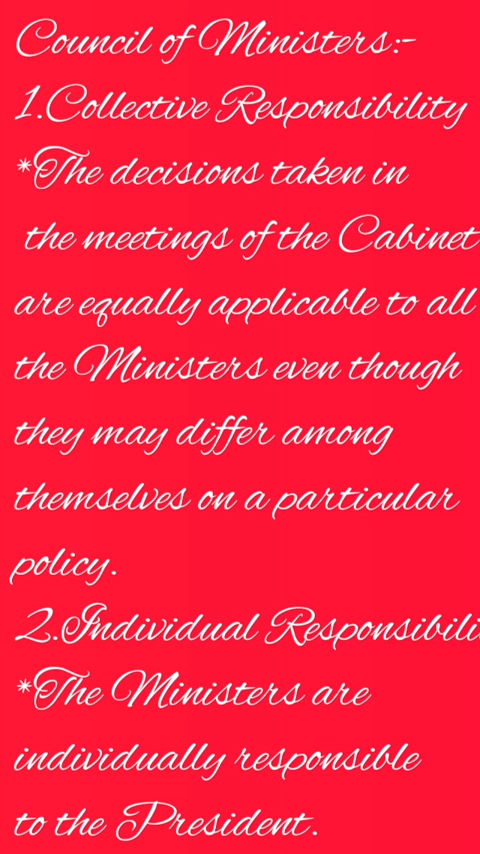 Council of Ministers:-
1.Collective Responsibility
*The decisions taken in
the meetings of the Cabinet
are equally applicable to all
the Ministers even though
they may differ among
themselves on a particular
policy.
2.Individual Responsibili
*The Ministers are
individually responsible
to the President.